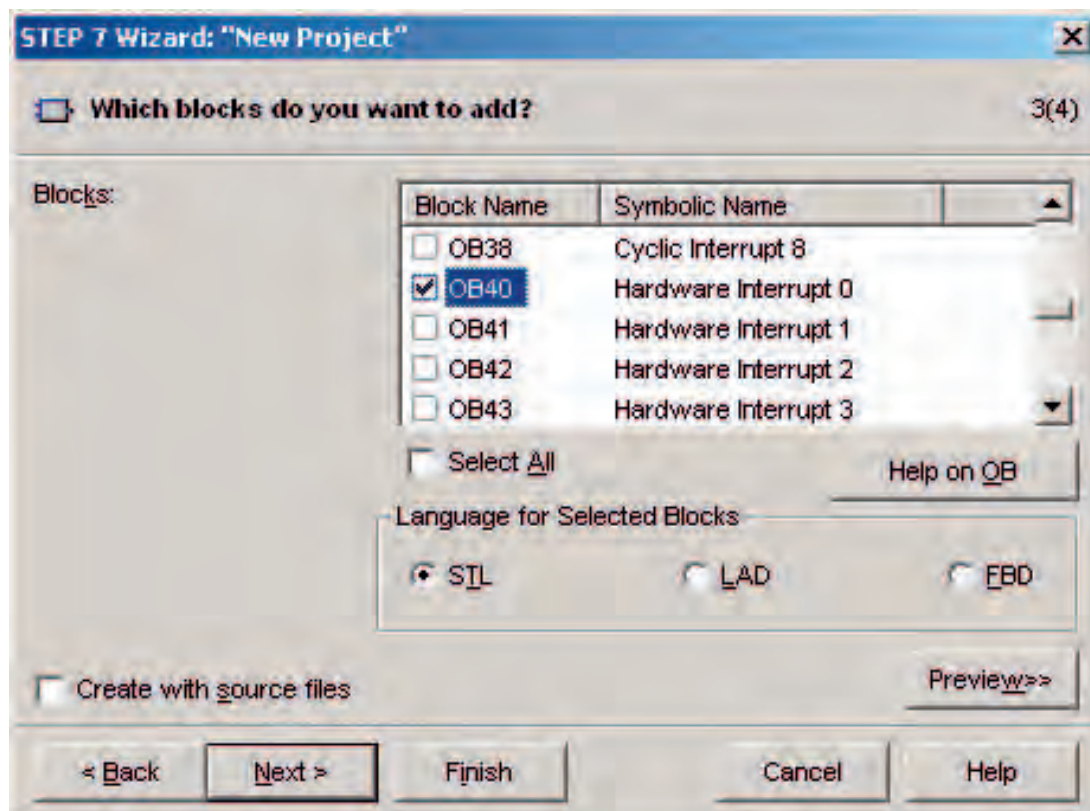 STEP 7 Wizard: "New Project"
Which blocks do you want to add? 3(4)
Blocks:
Block Name Symbolic Name
OB38 Cyclic Interrupt 8
OB40 Hardware Interrupt 0
OB41 Hardware Interrupt 1
OB42 Hardware Interrupt 2
OB43 Hardware Interrupt 3
Select All
Help on OB
Language for Selected Blocks
STL LAD FBD
Create with source files
Preview>>
< Back Next > Finish Cancel Help